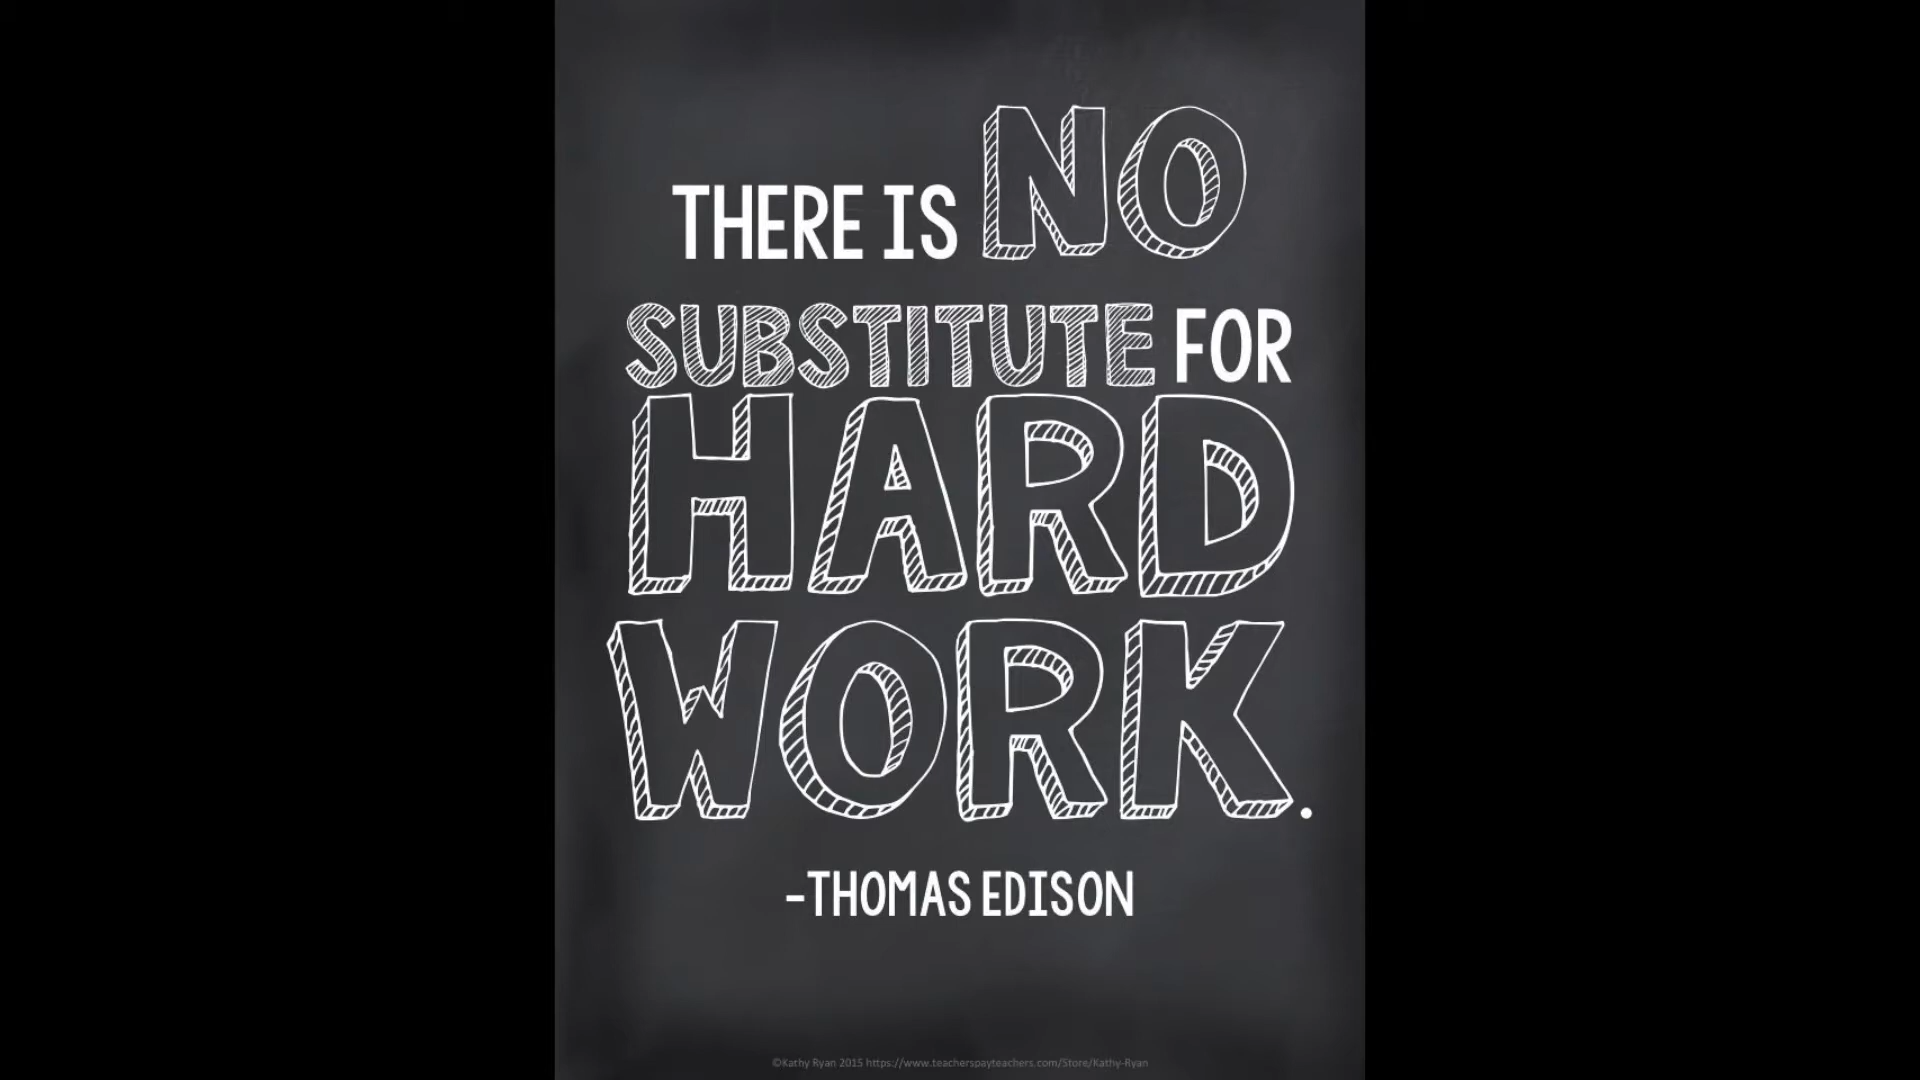 THERE IS NO
SUBSTITUTE FOR
HARD
WORK.
-THOMAS EDISON
©Kathy Ryan 2015 https://www.teacherspayteachers.com/Store/Kathy-Ryan